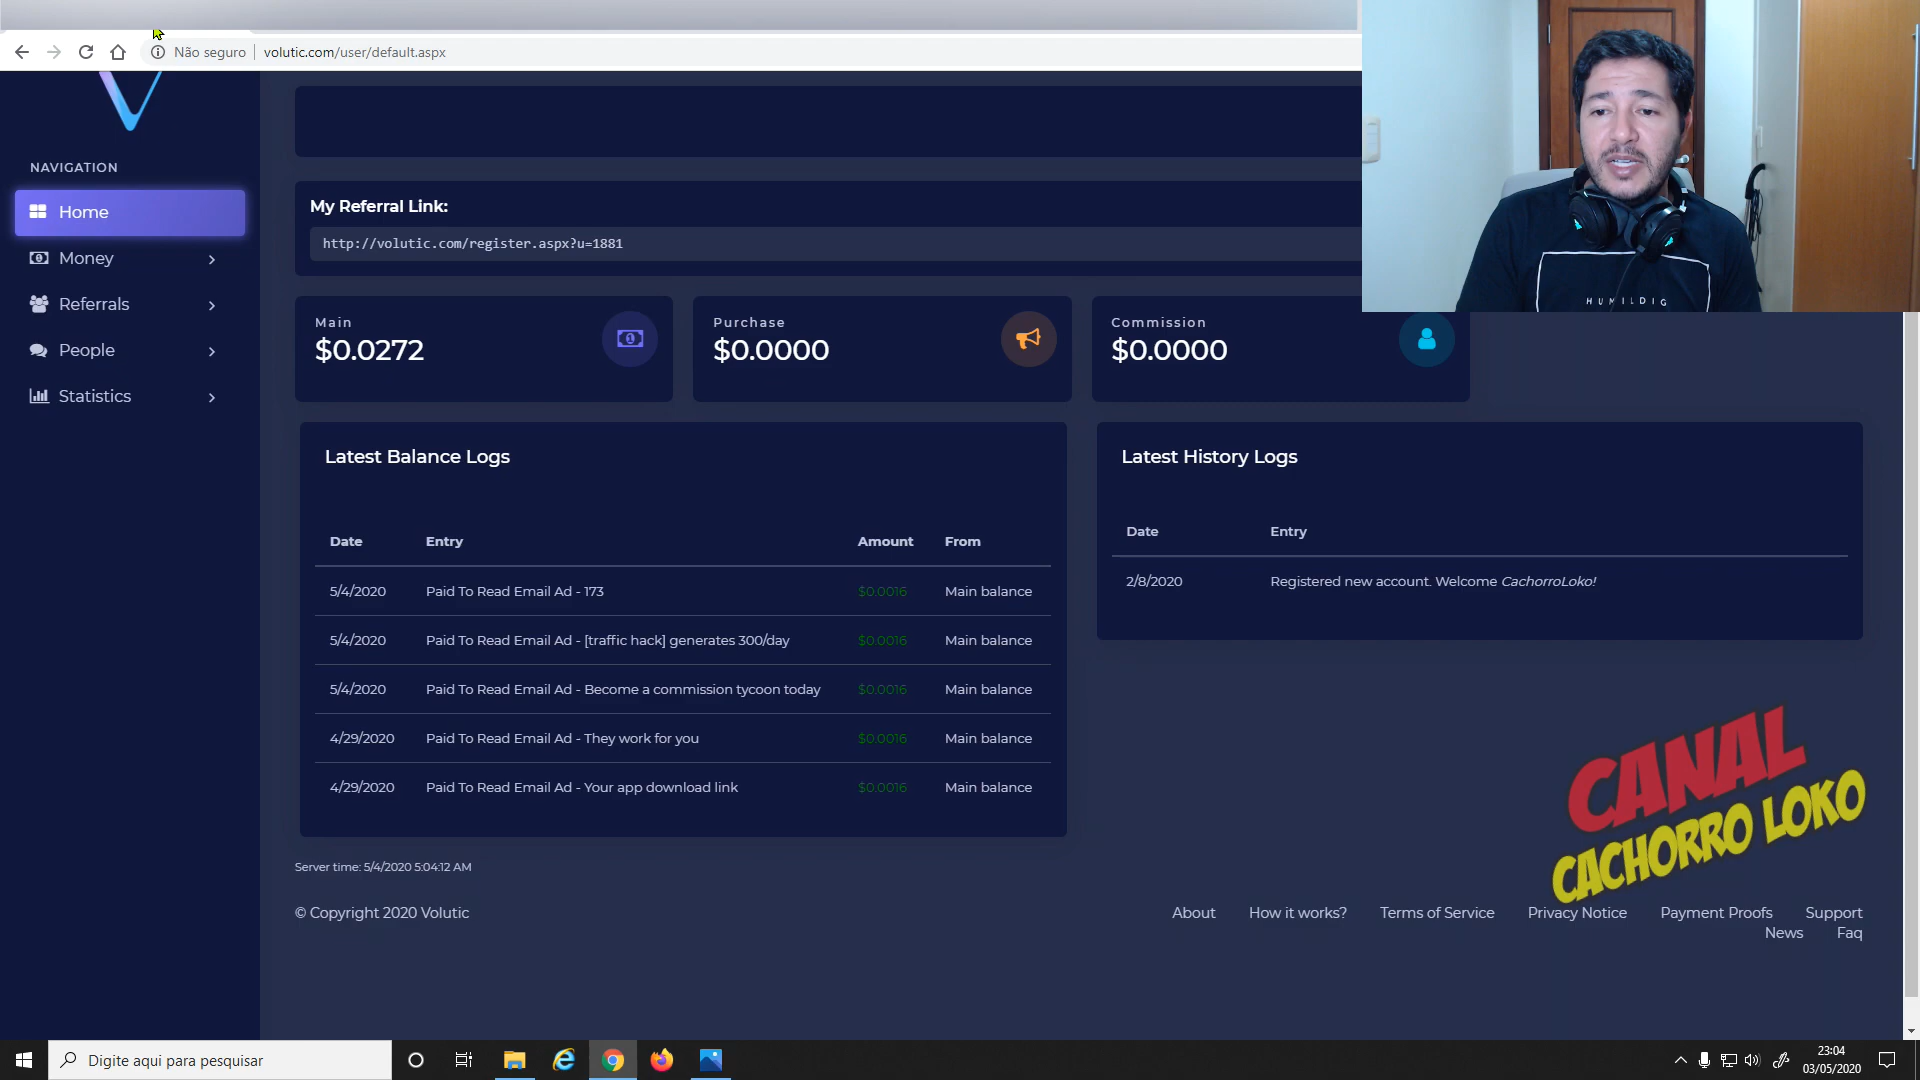 Não seguro
volutic.com/user/default.aspx
NAVIGATION
Home
Money
Referrals
People
Statistics
My Referral Link:
http://volutic.com/register.aspx?u=1881
Main
$0.0272
Purchase
$0.0000
Commission
$0.0000
Latest Balance Logs
Date Entry Amount From
5/4/2020 Paid To Read Email Ad - 173 $0.0016 Main balance
5/4/2020 Paid To Read Email Ad - [traffic hack] generates 300/day $0.0016 Main balance
5/4/2020 Paid To Read Email Ad - Become a commission tycoon today $0.0016 Main balance
4/29/2020 Paid To Read Email Ad - They work for you $0.0016 Main balance
4/29/2020 Paid To Read Email Ad - Your app download link $0.0016 Main balance
Latest History Logs
Date Entry
2/8/2020 Registered new account. Welcome CachorroLoko!
HUMILDIG
CANAL
CACHORRO LOKO
Server time: 5/4/2020 5:04:12 AM
© Copyright 2020 Volutic
About How it works? Terms of Service Privacy Notice Payment Proofs Support
News Faq
Digite aqui para pesquisar
23:04
03/05/2020